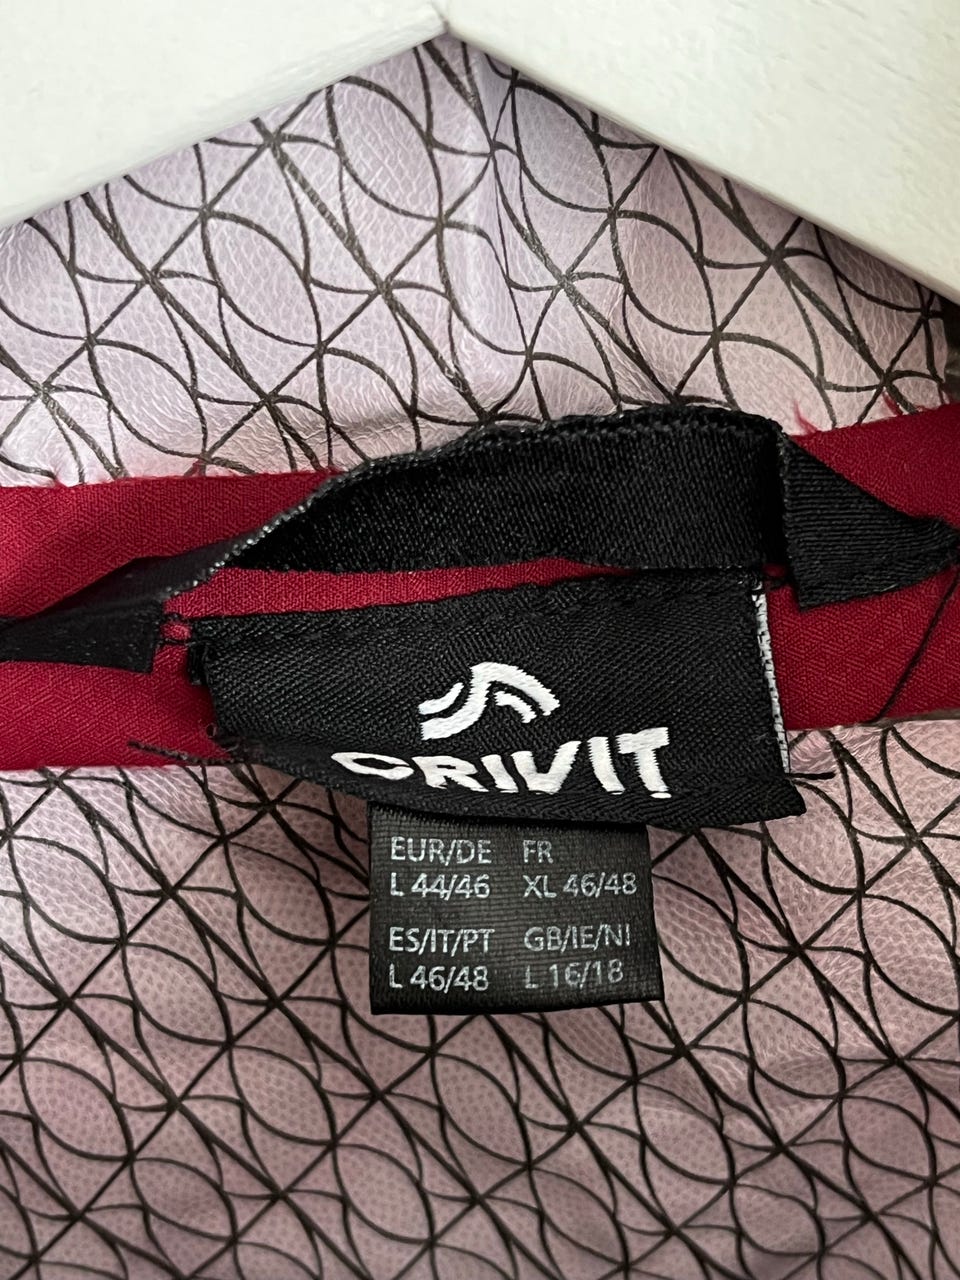 CRIVIT
EUR/DE FR
L 44/46 XL 46/48
ES/IT/PT GB/IE/NI
L 46/48 L 16/18